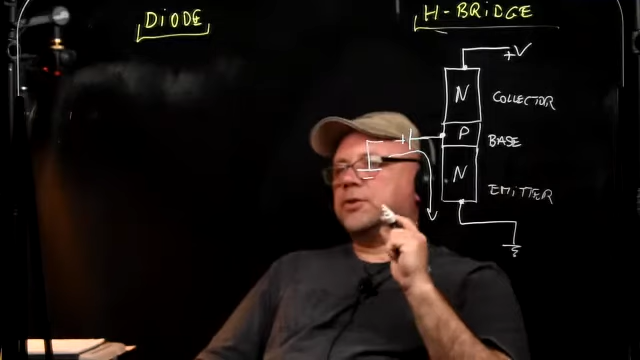 DIODE
H-BRIDGE
+V
N
COLLECTOR
P
BASE
N
EMITTER